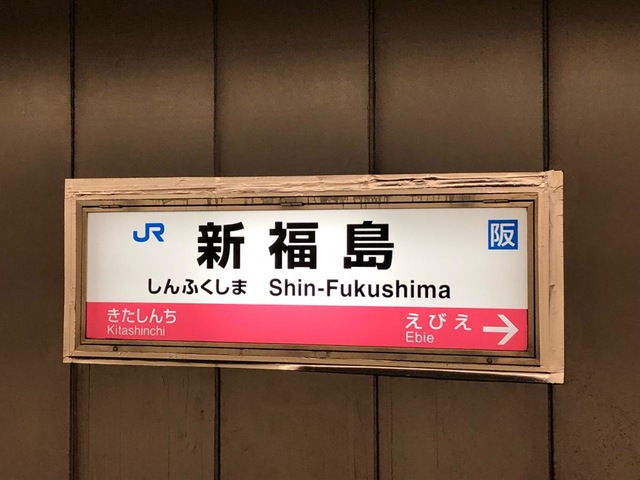 JR 新福島 阪
しんふくしま Shin-Fukushima
きたしんち えびえ
Kitashinchi Ebie